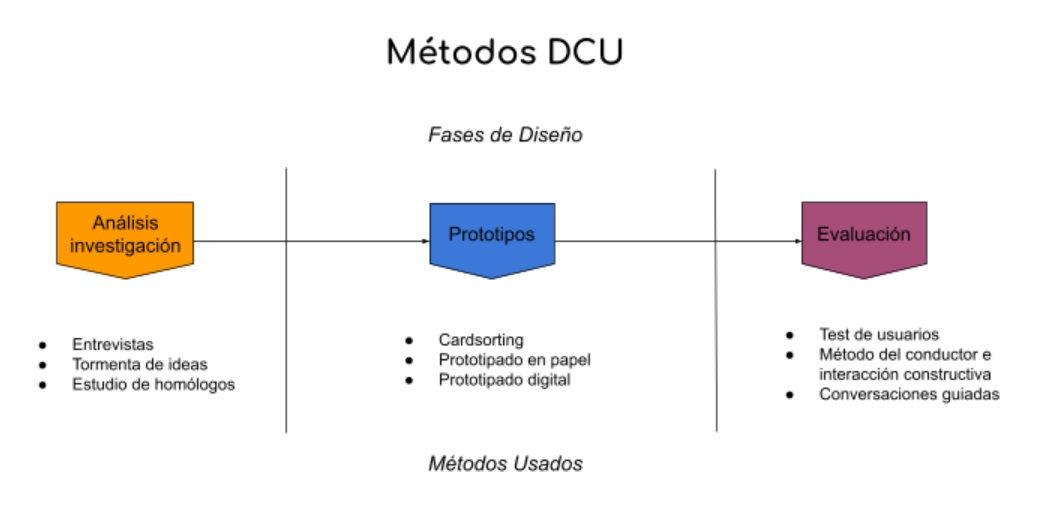 Métodos DCU
Fases de Diseño
Análisis
investigación
Prototipos
Evaluación
● Entrevistas
● Tormenta de ideas
● Estudio de homólogos
● Cardsorting
● Prototipado en papel
● Prototipado digital
● Test de usuarios
● Método del conductor e
interacción constructiva
● Conversaciones guiadas
Métodos Usados